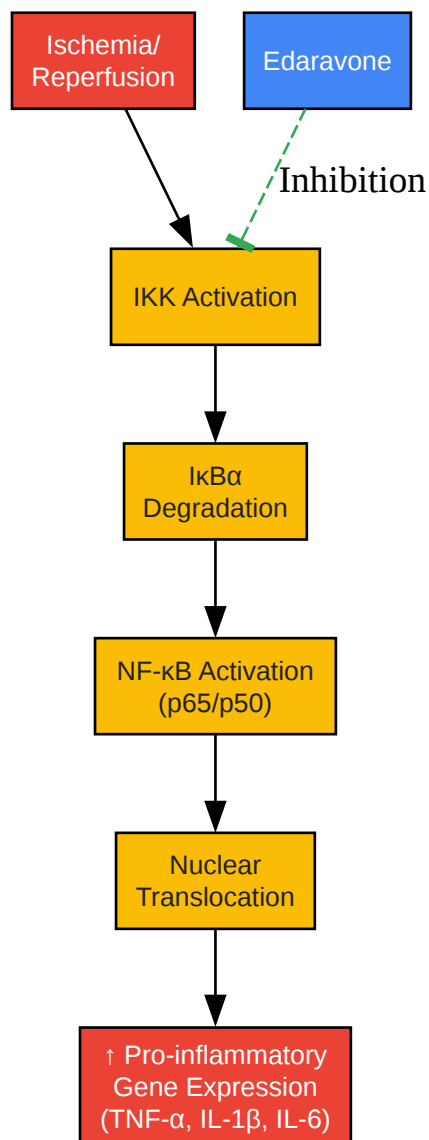 Ischemia/
Reperfusion
Edaravone
Inhibition
IKK Activation
IκBα
Degradation
NF-κB Activation
(p65/p50)
Nuclear
Translocation
↑ Pro-inflammatory
Gene Expression
(TNF-α, IL-1β, IL-6)